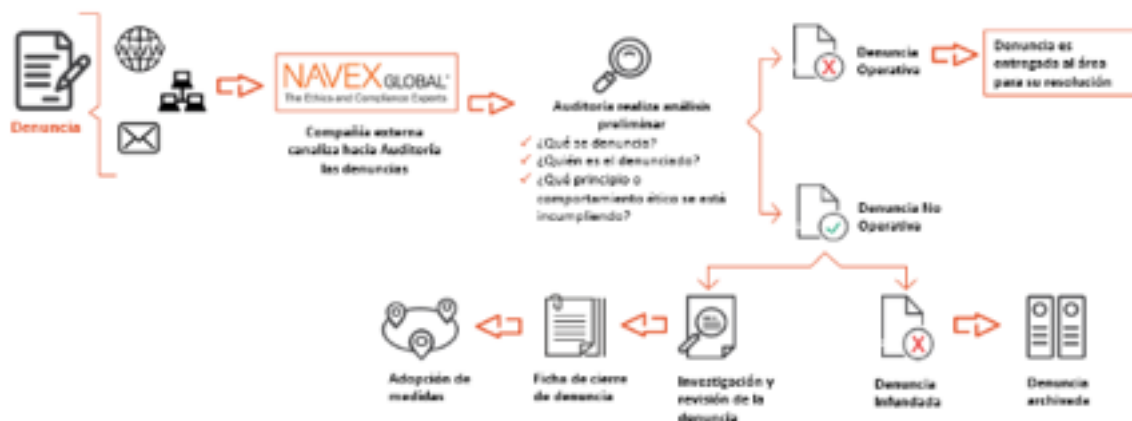 WWW
Denuncia
NAVEX GLOBAL®
The Ethics and Compliance Experts
Compañía externa
canaliza hacia Auditoría
las denuncias
Auditoría realiza análisis
preliminar
✓ ¿Qué se denuncia?
✓ ¿Quién es el denunciado?
✓ ¿Qué principio o
comportamiento ético se está
incumpliendo?
Denuncia
Operativa
Denuncia es
entregada al área
para su resolución
Denuncia No
Operativa
Adopción de
medidas
Ficha de cierre
de denuncia
Investigación y
revisión de la
denuncia
Denuncia
Infundada
Denuncia
archivada